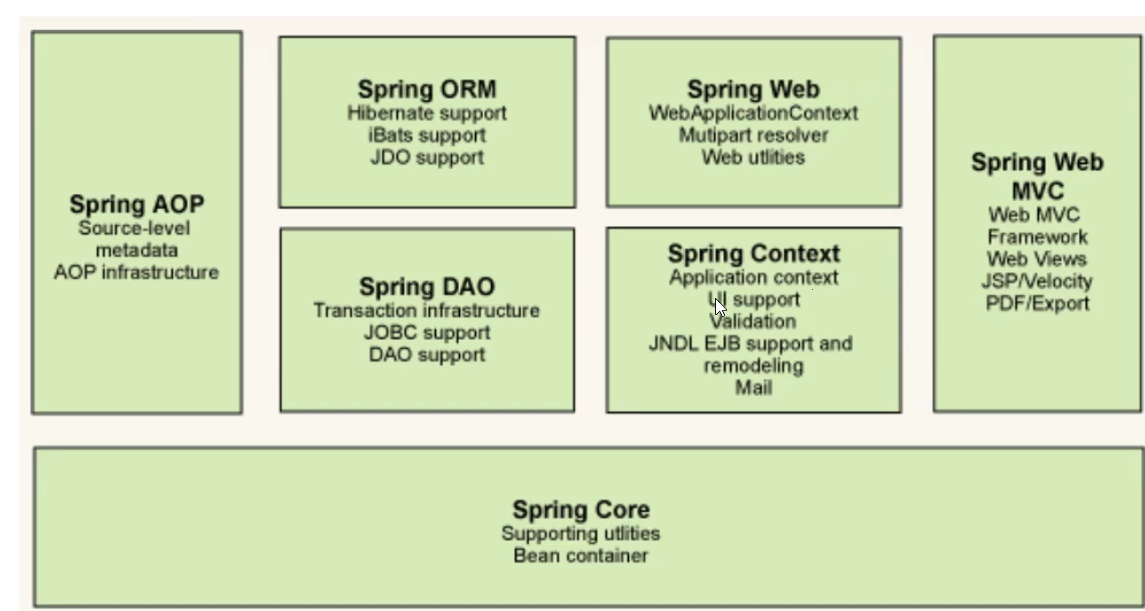 Spring AOP
Source-level
metadata
AOP infrastructure
Spring ORM
Hibernate support
iBats support
JDO support
Spring DAO
Transaction infrastructure
JOBC support
DAO support
Spring Web
WebApplicationContext
Mutipart resolver
Web utlities
Spring Context
Application context
UI support
Validation
JNDL EJB support and
remodeling
Mail
Spring Web
MVC
Web MVC
Framework
Web Views
JSP/Velocity
PDF/Export
Spring Core
Supporting utlities
Bean container